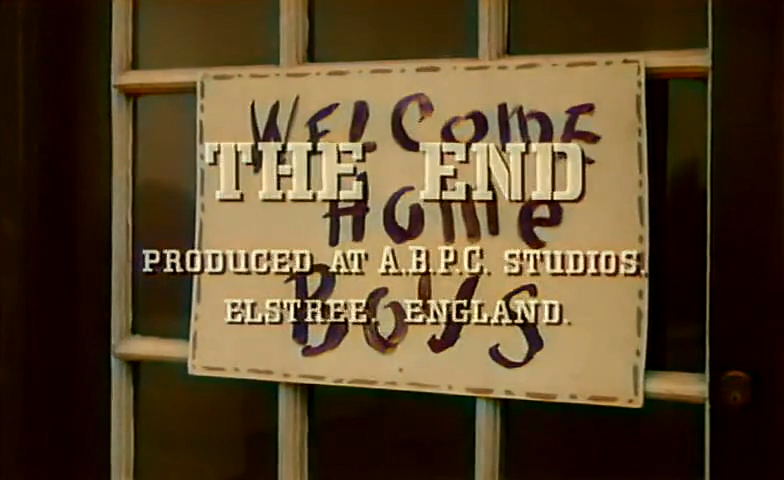 WELCOME
THE END
HOME
PRODUCED AT A.B.P.C. STUDIOS.
BOYS
ELSTREE. ENGLAND.